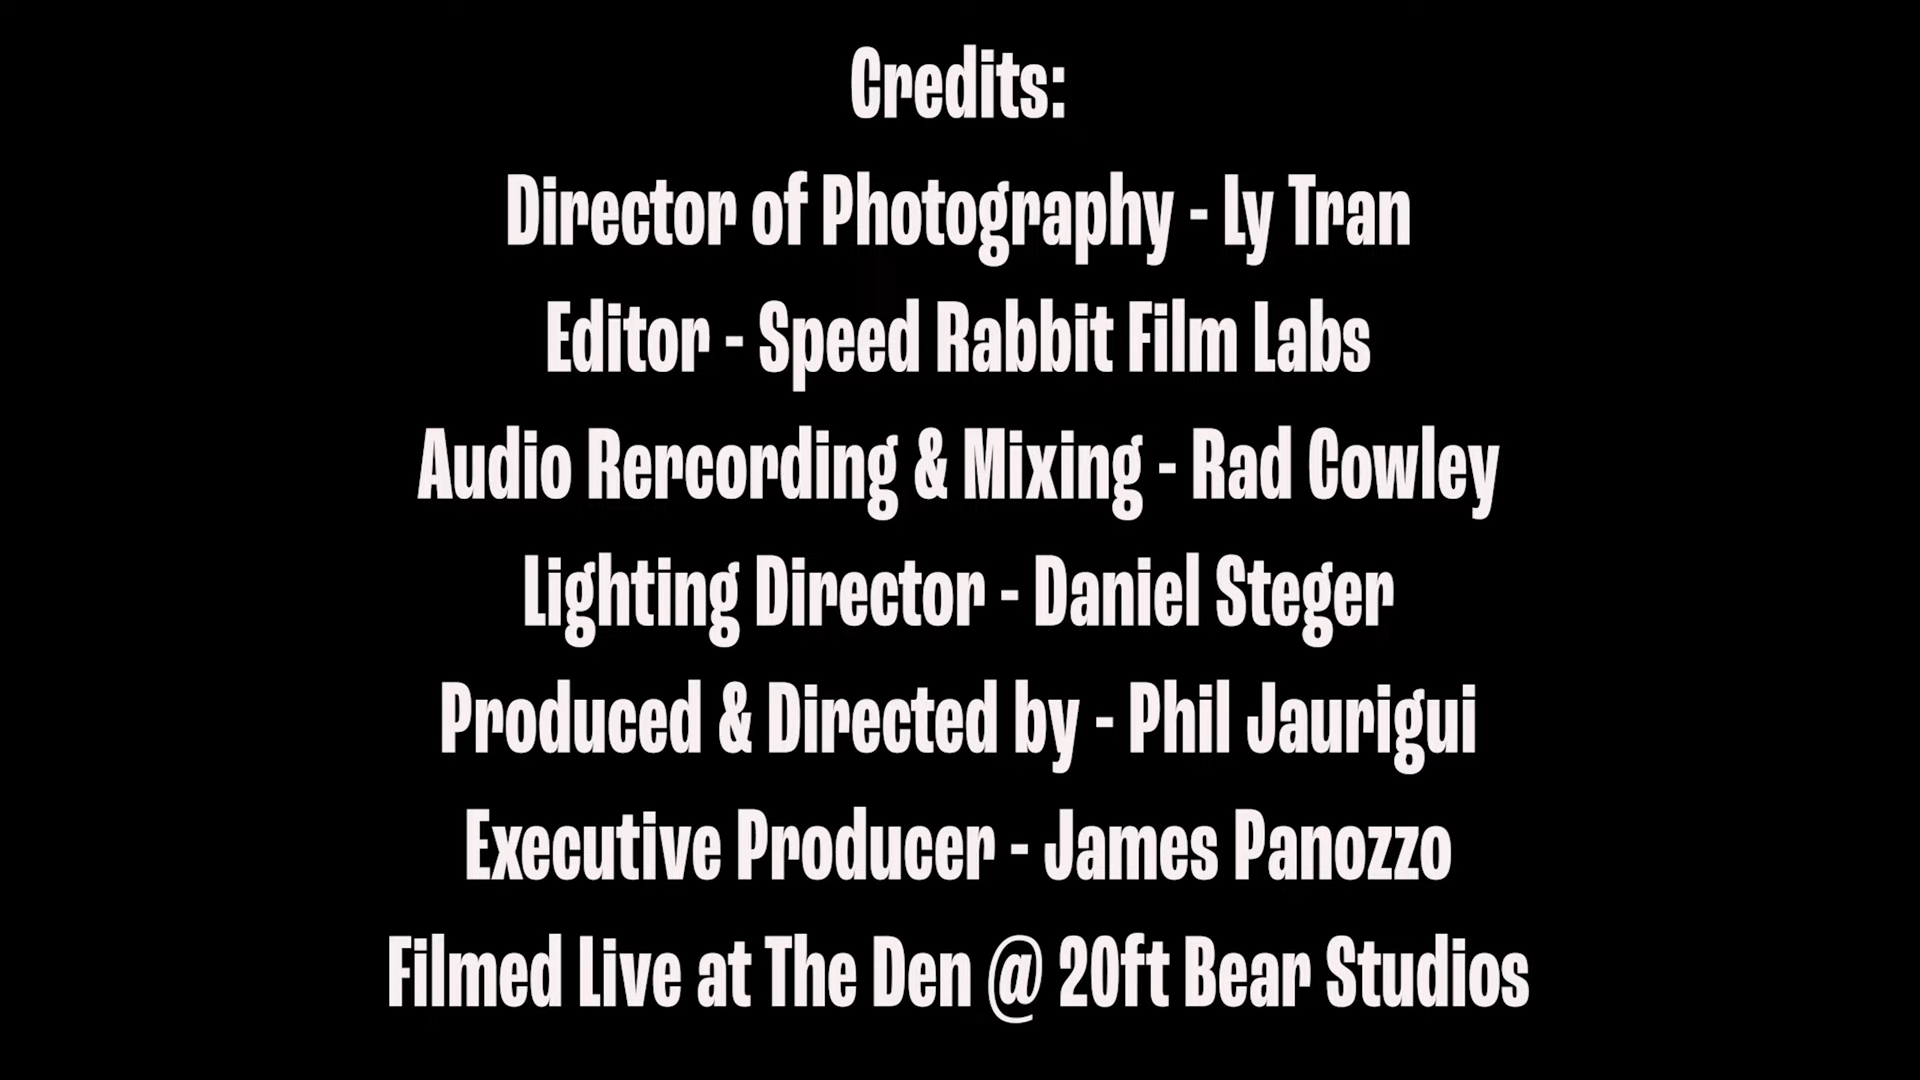 Credits:
Director of Photography - Ly Tran
Editor - Speed Rabbit Film Labs
Audio Rercording & Mixing - Rad Cowley
Lighting Director - Daniel Steger
Produced & Directed by - Phil Jaurigui
Executive Producer - James Panozzo
Filmed Live at The Den @ 20ft Bear Studios